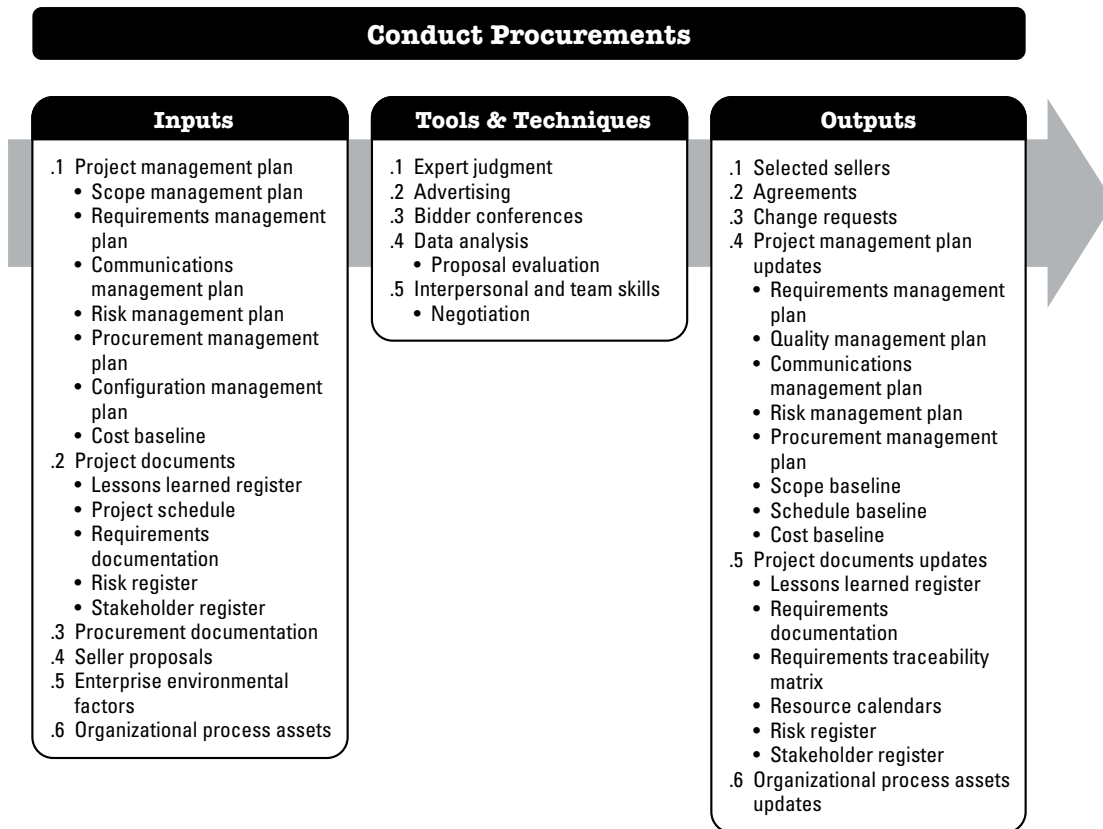 Conduct Procurements
Inputs
.1 Project management plan
• Scope management plan
• Requirements management
plan
• Communications
management plan
• Risk management plan
• Procurement management
plan
• Configuration management
plan
• Cost baseline
.2 Project documents
• Lessons learned register
• Project schedule
• Requirements
documentation
• Risk register
• Stakeholder register
.3 Procurement documentation
.4 Seller proposals
.5 Enterprise environmental
factors
.6 Organizational process assets
Tools & Techniques
.1 Expert judgment
.2 Advertising
.3 Bidder conferences
.4 Data analysis
• Proposal evaluation
.5 Interpersonal and team skills
• Negotiation
Outputs
.1 Selected sellers
.2 Agreements
.3 Change requests
.4 Project management plan
updates
• Requirements management
plan
• Quality management plan
• Communications
management plan
• Risk management plan
• Procurement management
plan
• Scope baseline
• Schedule baseline
• Cost baseline
.5 Project documents updates
• Lessons learned register
• Requirements
documentation
• Requirements traceability
matrix
• Resource calendars
• Risk register
• Stakeholder register
.6 Organizational process assets
updates